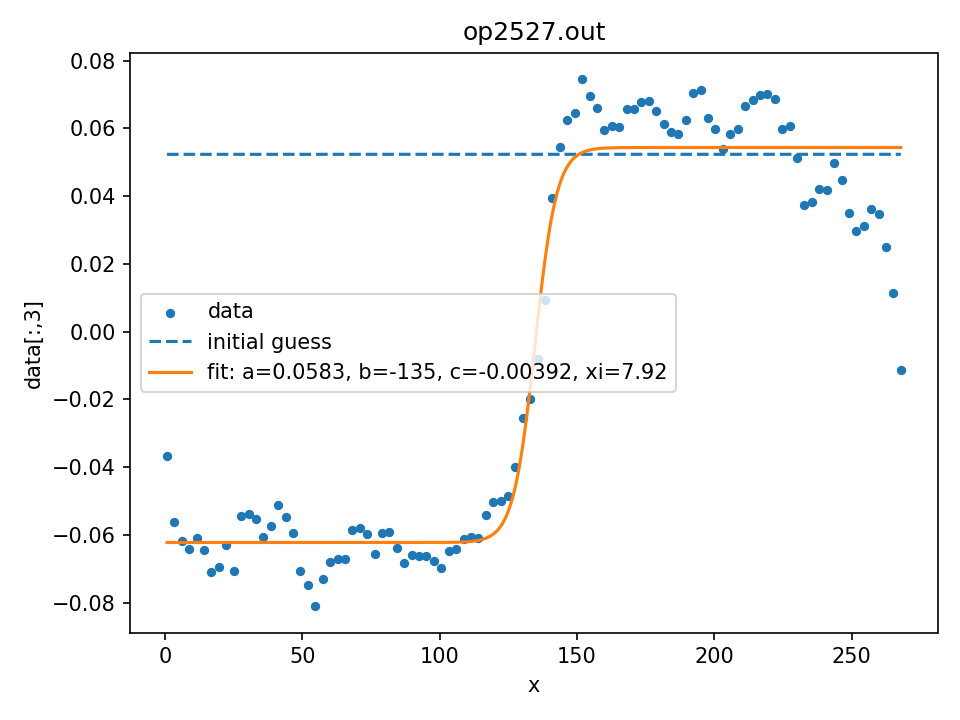 op2527.out
0.08
0.06
0.04
0.02
0.00
−0.02
−0.04
−0.06
−0.08
data[:,3]
data
initial guess
fit: a=0.0583, b=-135, c=-0.00392, xi=7.92
0 50 100 150 200 250
x